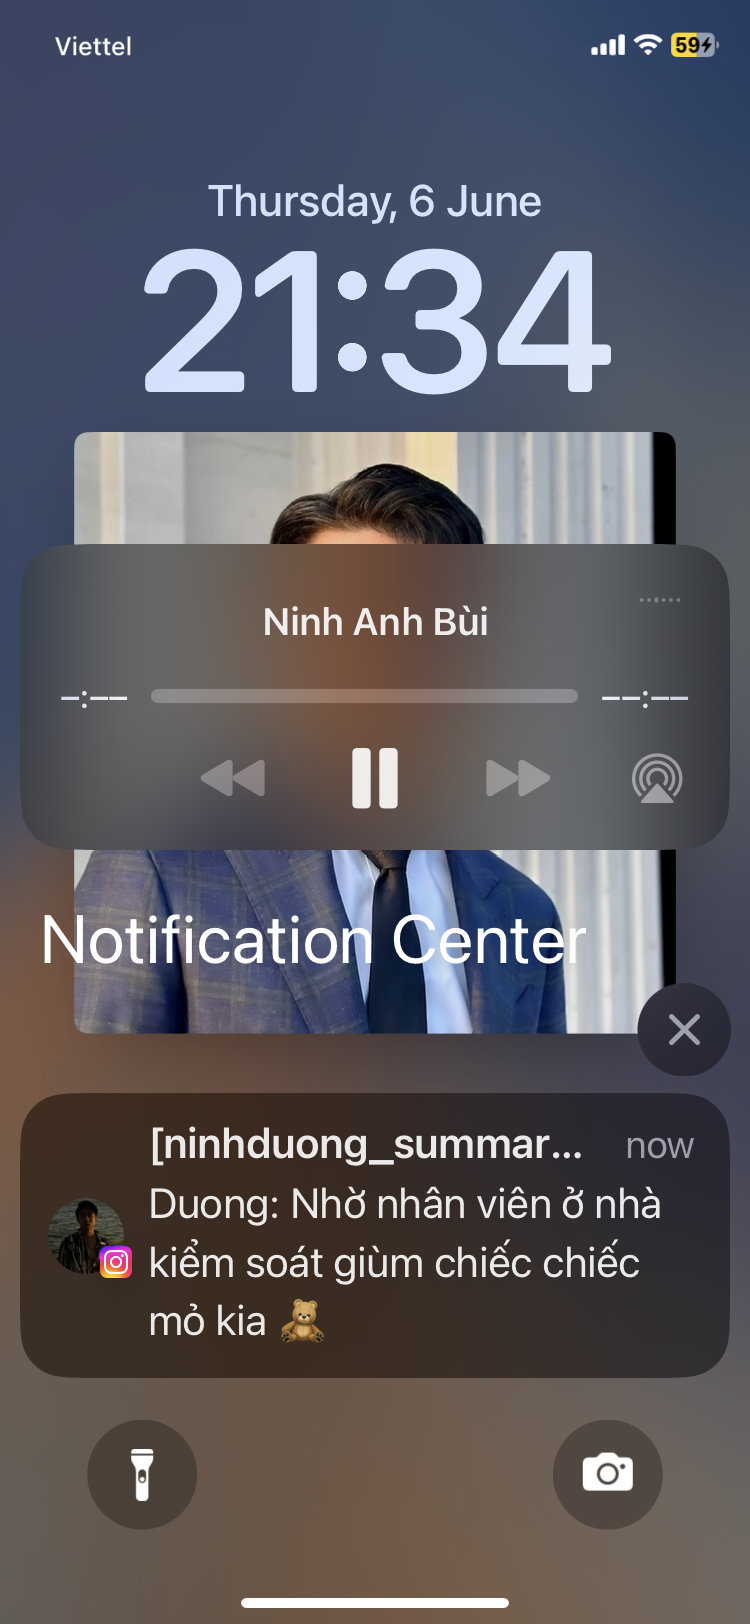 Viettel
59
Thursday, 6 June
21:34
Ninh Anh Bùi
–:––
––:––
Notification Center
[ninhduong_summar...
now
Duong: Nhờ nhân viên ở nhà
kiểm soát giùm chiếc chiếc
mỏ kia 🧸